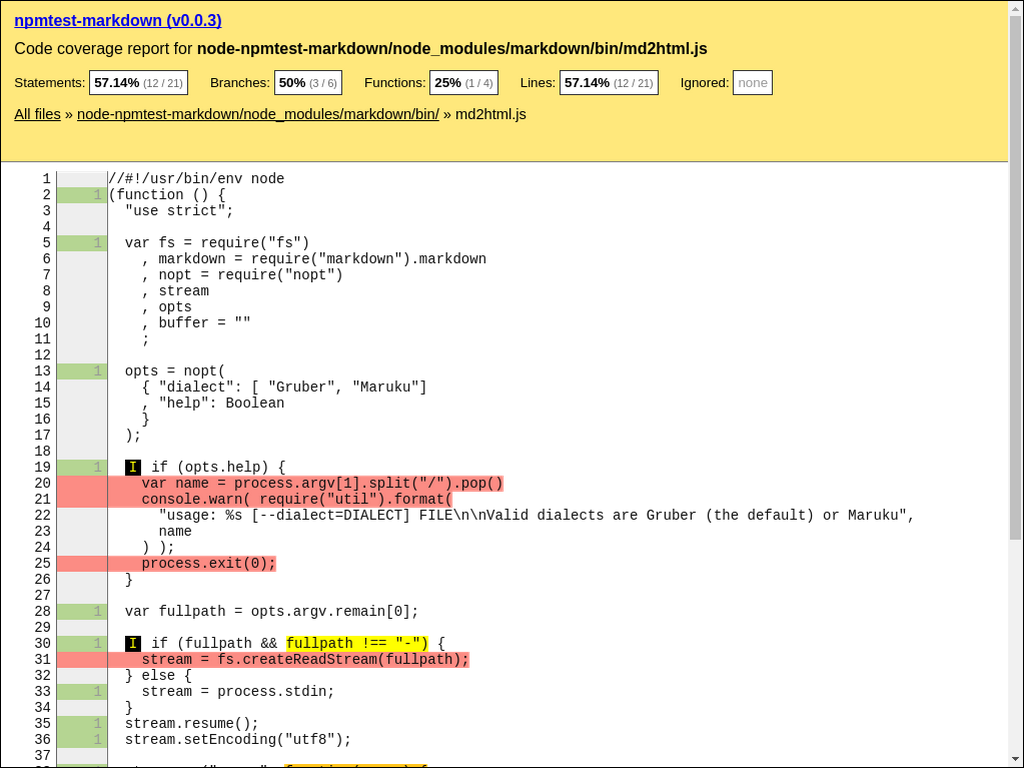 npmtest-markdown (v0.0.3)
Code coverage report for node-npmtest-markdown/node_modules/markdown/bin/md2html.js
Statements: 57.14% (12 / 21) Branches: 50% (3 / 6) Functions: 25% (1 / 4) Lines: 57.14% (12 / 21) Ignored: none
All files » node-npmtest-markdown/node_modules/markdown/bin/ » md2html.js
1 //#!/usr/bin/env node
2 1 (function () {
3 "use strict";
4
5 1 var fs = require("fs")
6 , markdown = require("markdown").markdown
7 , nopt = require("nopt")
8 , stream
9 , opts
10 , buffer = ""
11 ;
12
13 1 opts = nopt(
14 { "dialect": [ "Gruber", "Maruku"]
15 , "help": Boolean
16 }
17 );
18
19 1 I if (opts.help) {
20 var name = process.argv[1].split("/").pop()
21 console.warn( require("util").format(
22 "usage: %s [--dialect=DIALECT] FILE\n\nValid dialects are Gruber (the default) or Maruku",
23 name
24 ) );
25 process.exit(0);
26 }
27
28 1 var fullpath = opts.argv.remain[0];
29
30 1 I if (fullpath && fullpath !== "-") {
31 stream = fs.createReadStream(fullpath);
32 } else {
33 1 stream = process.stdin;
34 }
35 1 stream.resume();
36 1 stream.setEncoding("utf8");
37